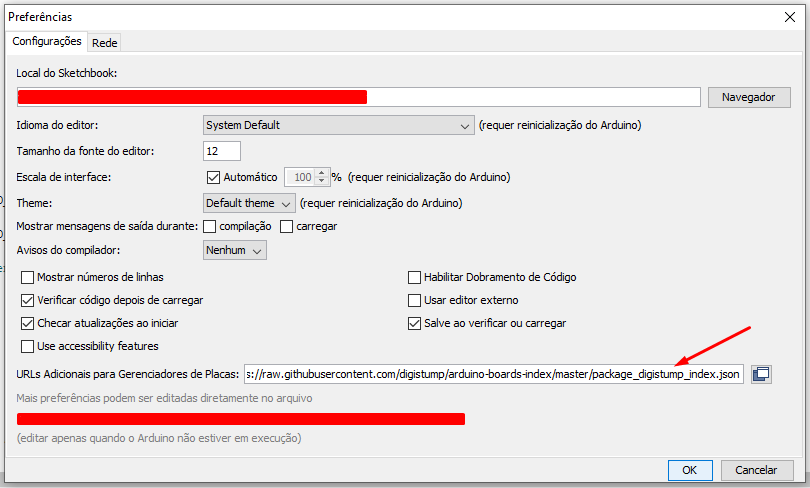 Preferências
Configurações Rede
Local do Sketchbook:
Navegador
Idioma do editor: System Default (requer reinicialização do Arduino)
Tamanho da fonte do editor: 12
Escala de interface: Automático 100 % (requer reinicialização do Arduino)
Theme: Default theme (requer reinicialização do Arduino)
Mostrar mensagens de saída durante: compilação carregar
Avisos do compilador: Nenhum
Mostrar números de linhas Habilitar Dobramento de Código
Verificar código depois de carregar Usar editor externo
Checar atualizações ao iniciar Salve ao verificar ou carregar
Use accessibility features
URLs Adicionais para Gerenciadores de Placas: s://raw.githubusercontent.com/digistump/arduino-boards-index/master/package_digistump_index.json
Mais preferências podem ser editadas diretamente no arquivo
(editar apenas quando o Arduino não estiver em execução)
OK Cancelar